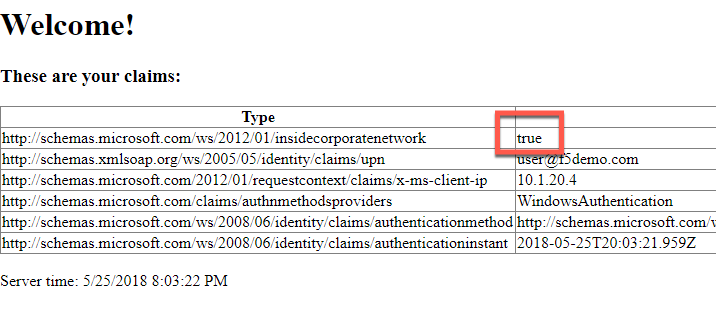 Welcome!
These are your claims:
Type
http://schemas.microsoft.com/ws/2012/01/insidecorporatenetwork true
http://schemas.xmlsoap.org/ws/2005/05/identity/claims/upn user@f5demo.com
http://schemas.microsoft.com/2012/01/requestcontext/claims/x-ms-client-ip 10.1.20.4
http://schemas.microsoft.com/claims/authnmethodsproviders WindowsAuthentication
http://schemas.microsoft.com/ws/2008/06/identity/claims/authenticationmethod http://schemas.microsoft.com/w
http://schemas.microsoft.com/ws/2008/06/identity/claims/authenticationinstant 2018-05-25T20:03:21.959Z
Server time: 5/25/2018 8:03:22 PM